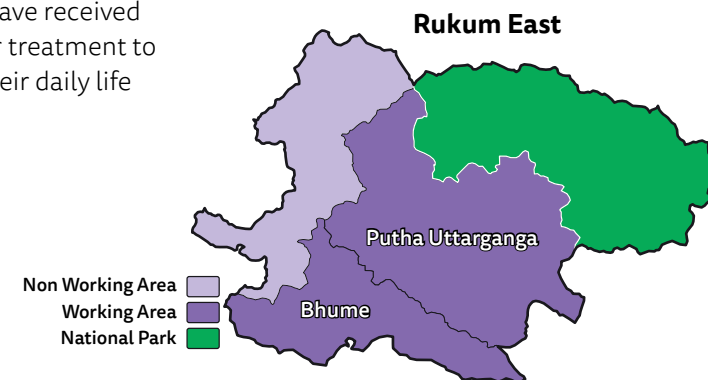 ave received
r treatment to
eir daily life
Rukum East
Putha Uttarganga
Bhume
Non Working Area
Working Area
National Park